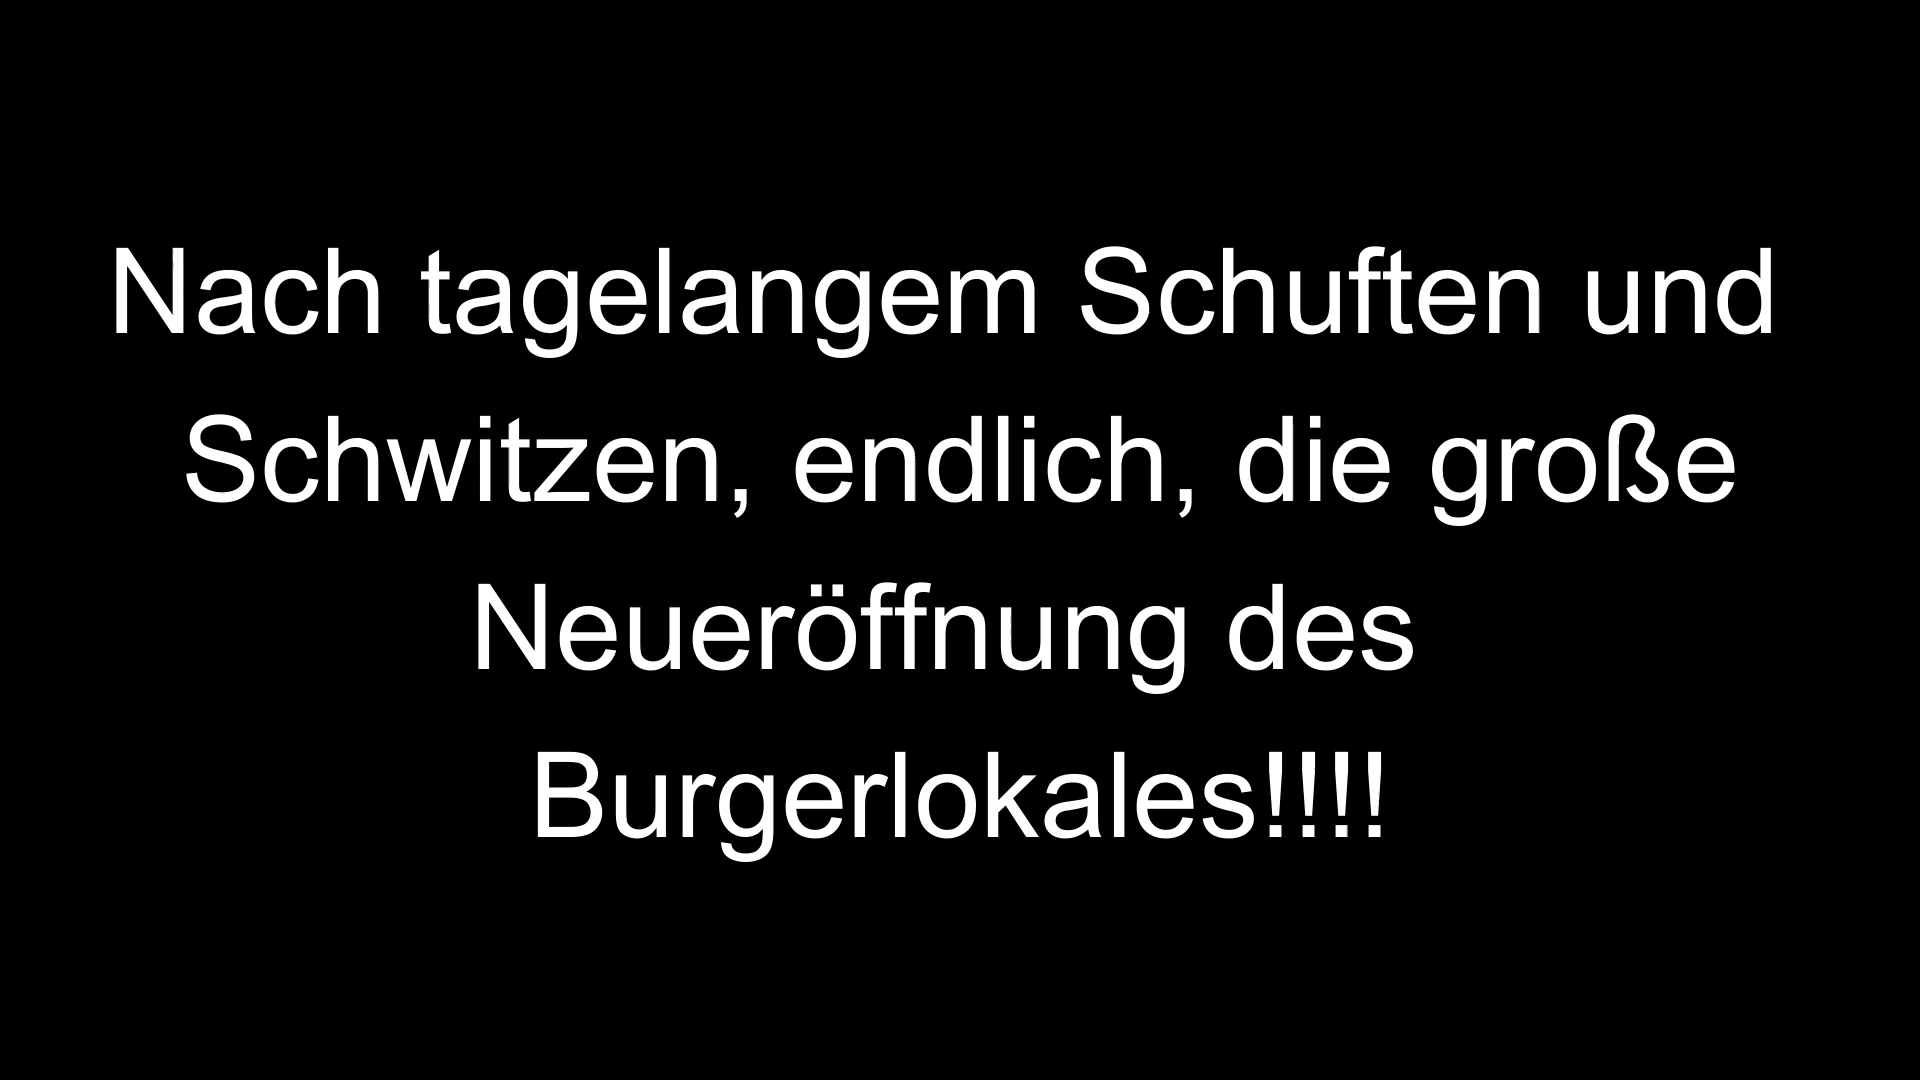 Nach tagelangem Schuften und
Schwitzen, endlich, die große
Neueröffnung des
Burgerlokales!!!!